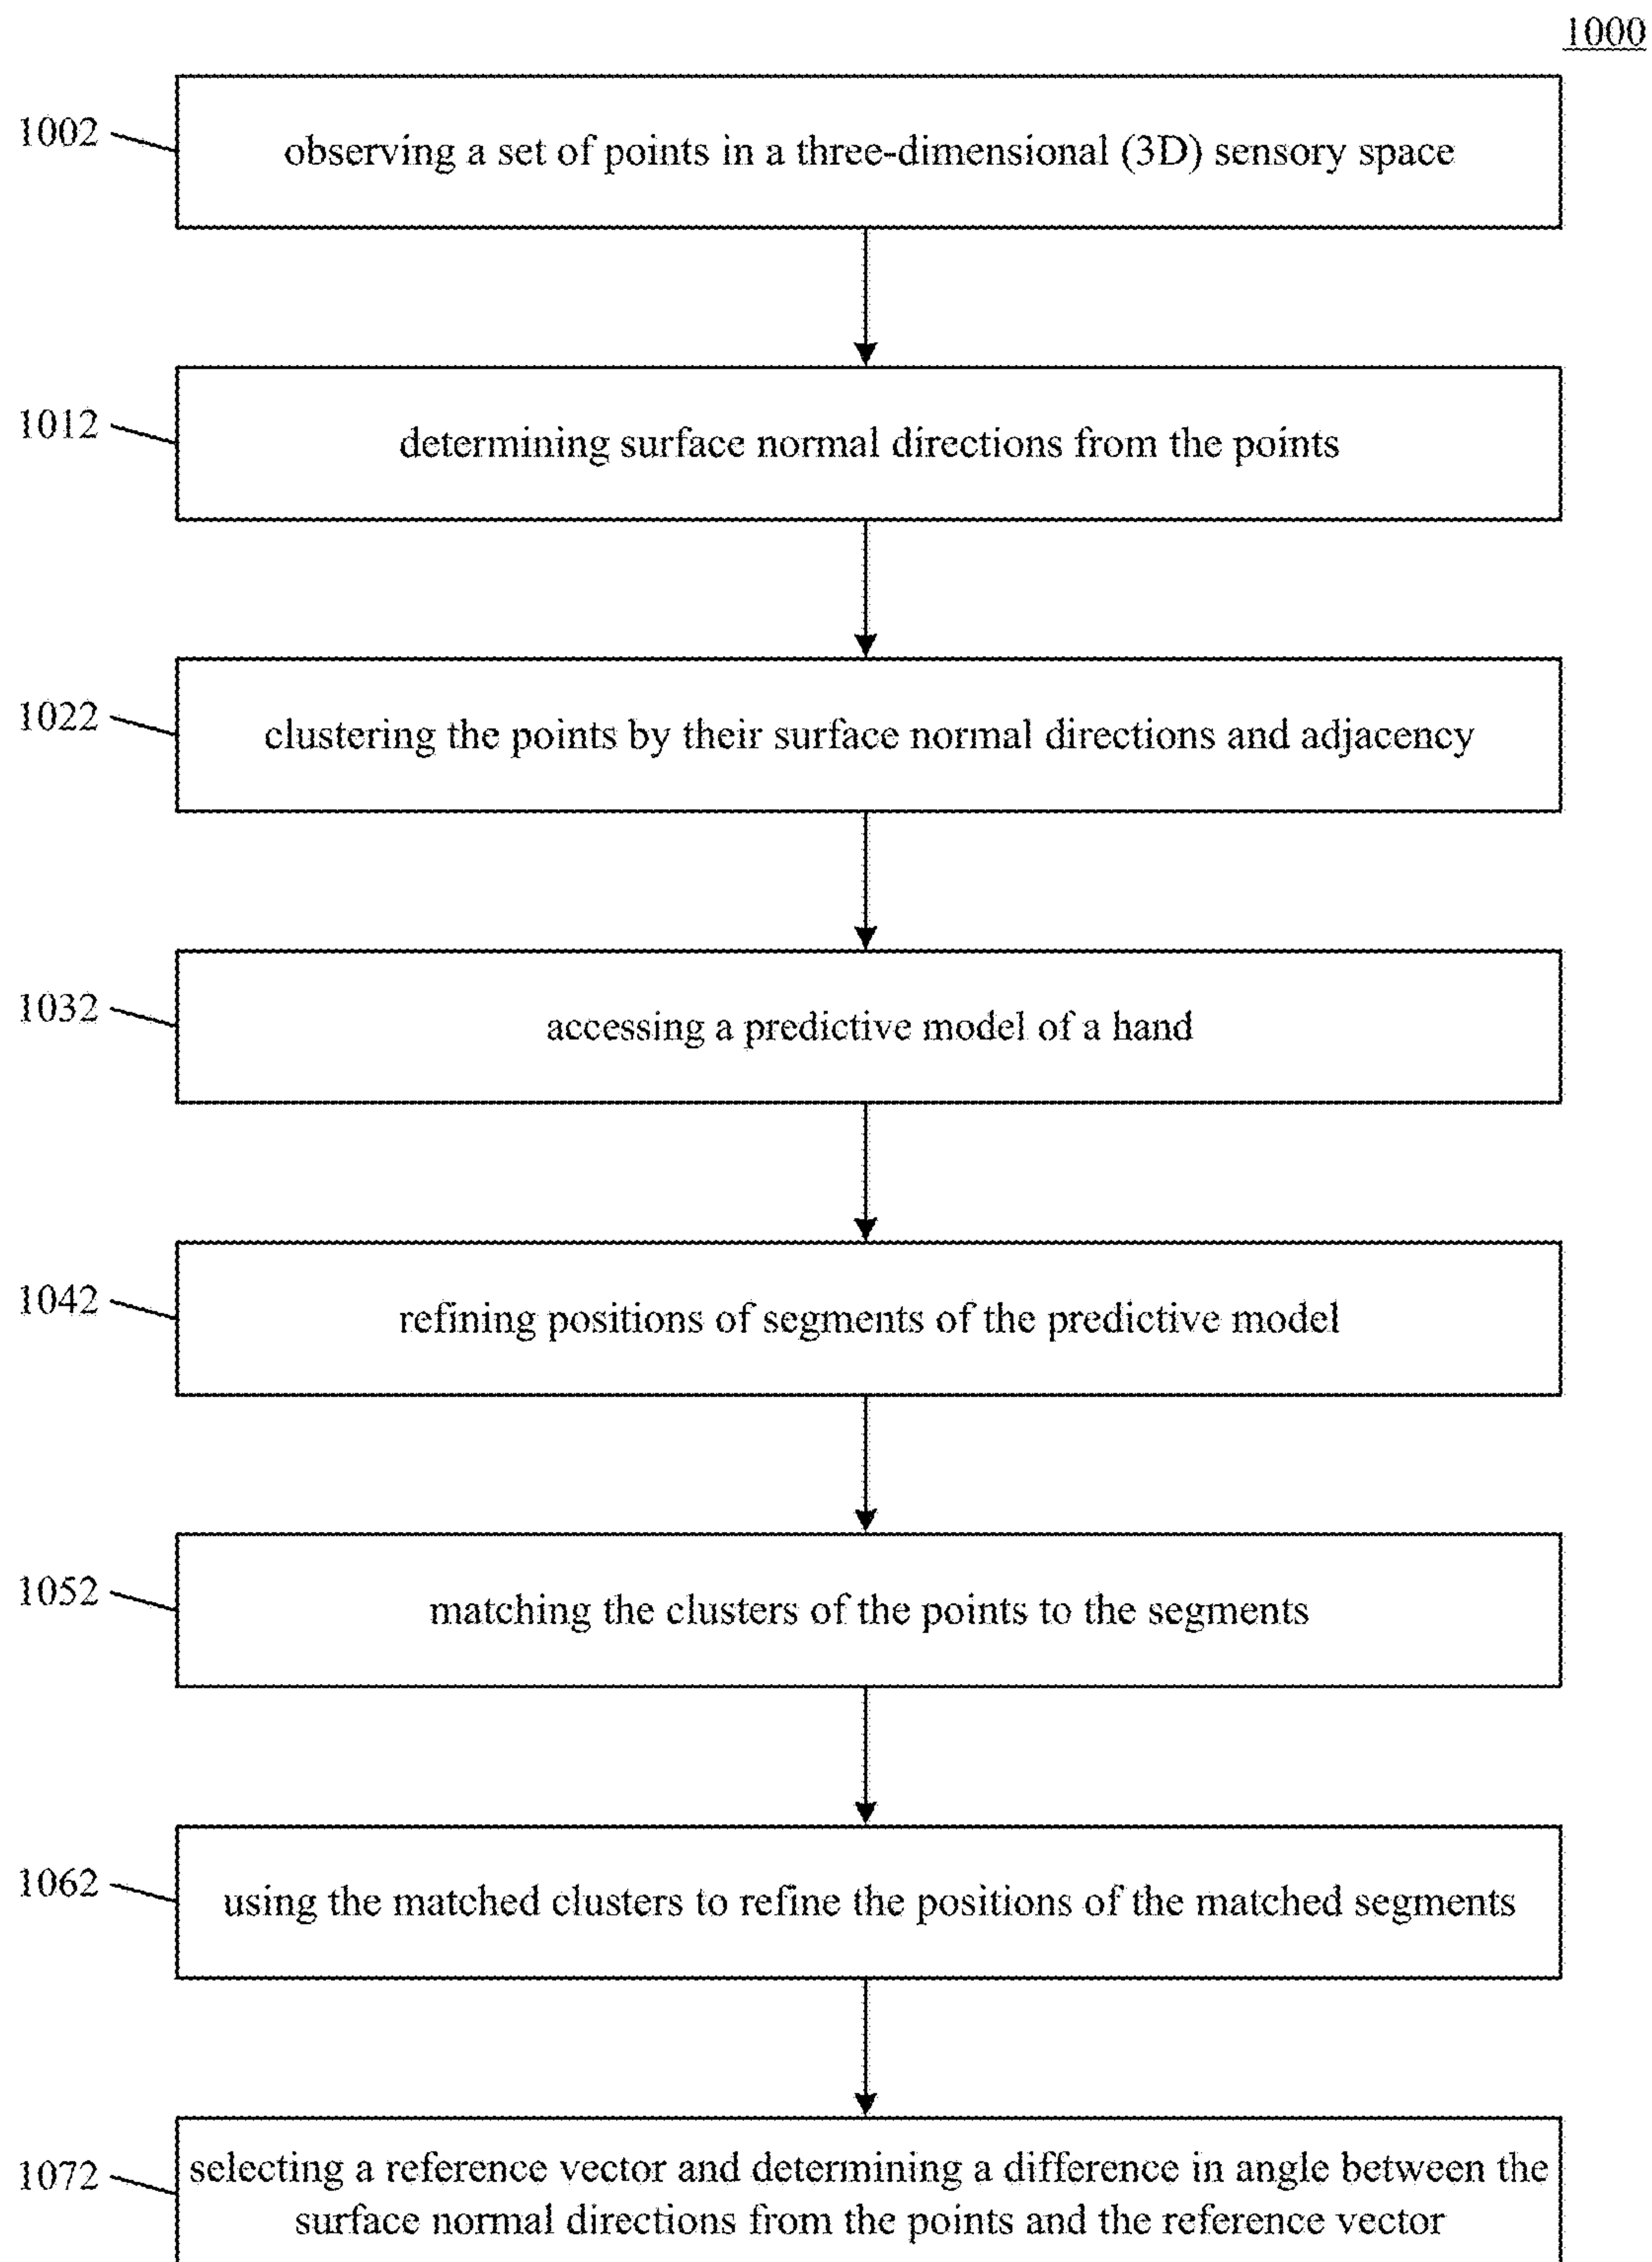 1000
1002
observing a set of points in a three-dimensional (3D) sensory space
1012
determining surface normal directions from the points
1022
clustering the points by their surface normal directions and adjacency
1032
accessing a predictive model of a hand
1042
refining positions of segments of the predictive model
1052
matching the clusters of the points to the segments
1062
using the matched clusters to refine the positions of the matched segments
1072
selecting a reference vector and determining a difference in angle between the
surface normal directions from the points and the reference vector